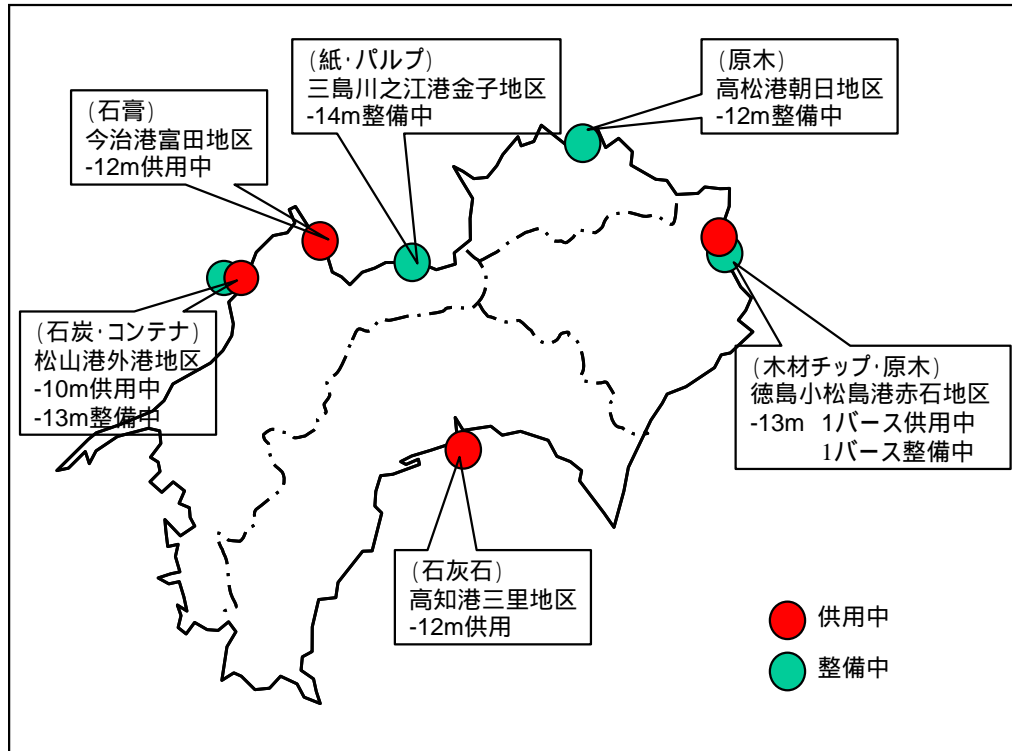 (紙・パルプ)
三島川之江港金子地区
-14m整備中
(原木)
高松港朝日地区
-12m整備中
(石膏)
今治港富田地区
-12m供用中
(石炭・コンテナ)
松山港外港地区
-10m供用中
-13m整備中
(木材チップ・原木)
徳島小松島港赤石地区
-13m 1バース供用中
1バース整備中
(石灰石)
高知港三里地区
-12m供用
供用中
整備中